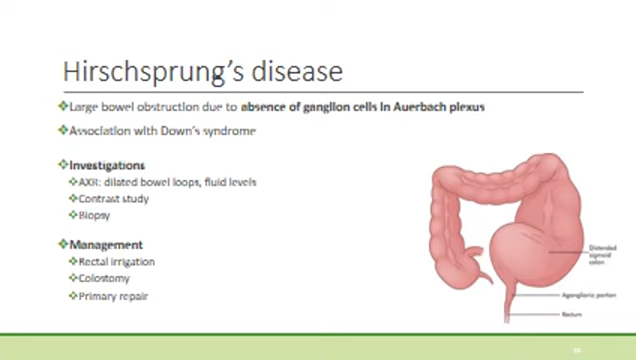 Hirschsprung's disease
❖Large bowel obstruction due to absence of ganglion cells in Auerbach plexus
❖Association with Down's syndrome
❖Investigations
❖AXR: dilated bowel loops, fluid levels
❖Contrast study
❖Biopsy
❖Management
❖Rectal irrigation
❖Colostomy
❖Primary repair
Distended
sigmoid
colon
Aganglionic portion
Rectum